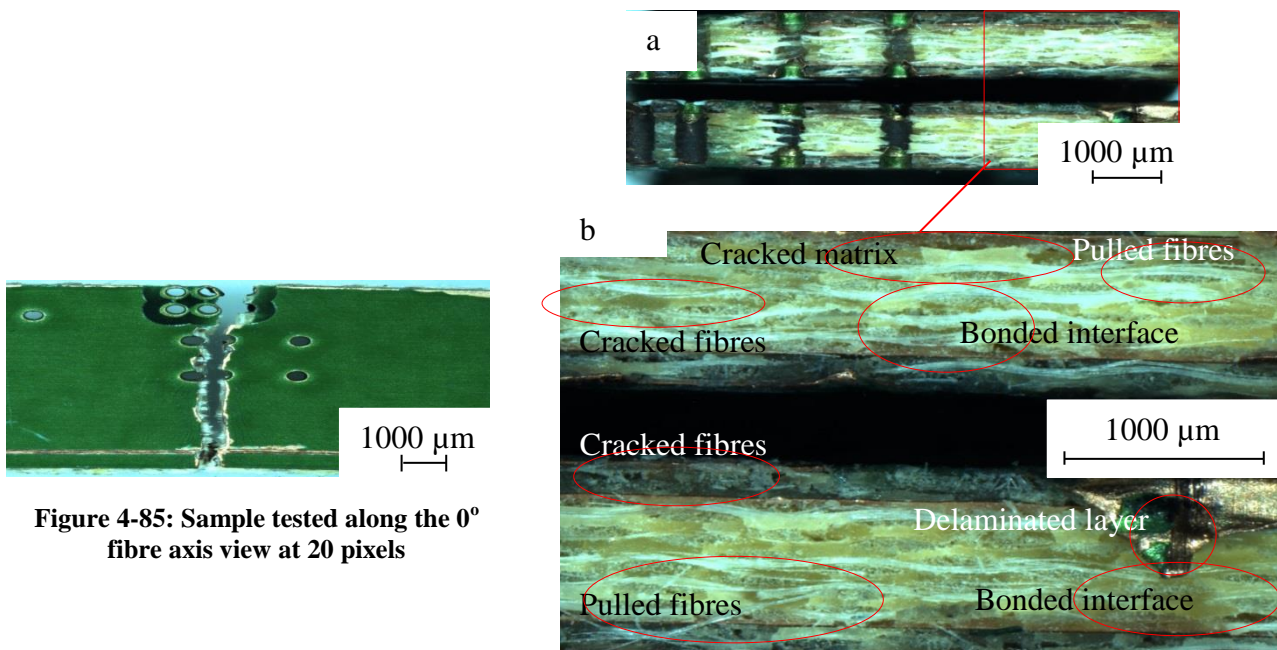 a
1000 µm
b
Cracked matrix
Pulled fibres
Cracked fibres
Bonded interface
1000 µm
Cracked fibres
1000 µm
Delaminated layer
Pulled fibres
Bonded interface
Figure 4-85: Sample tested along the 0º
fibre axis view at 20 pixels